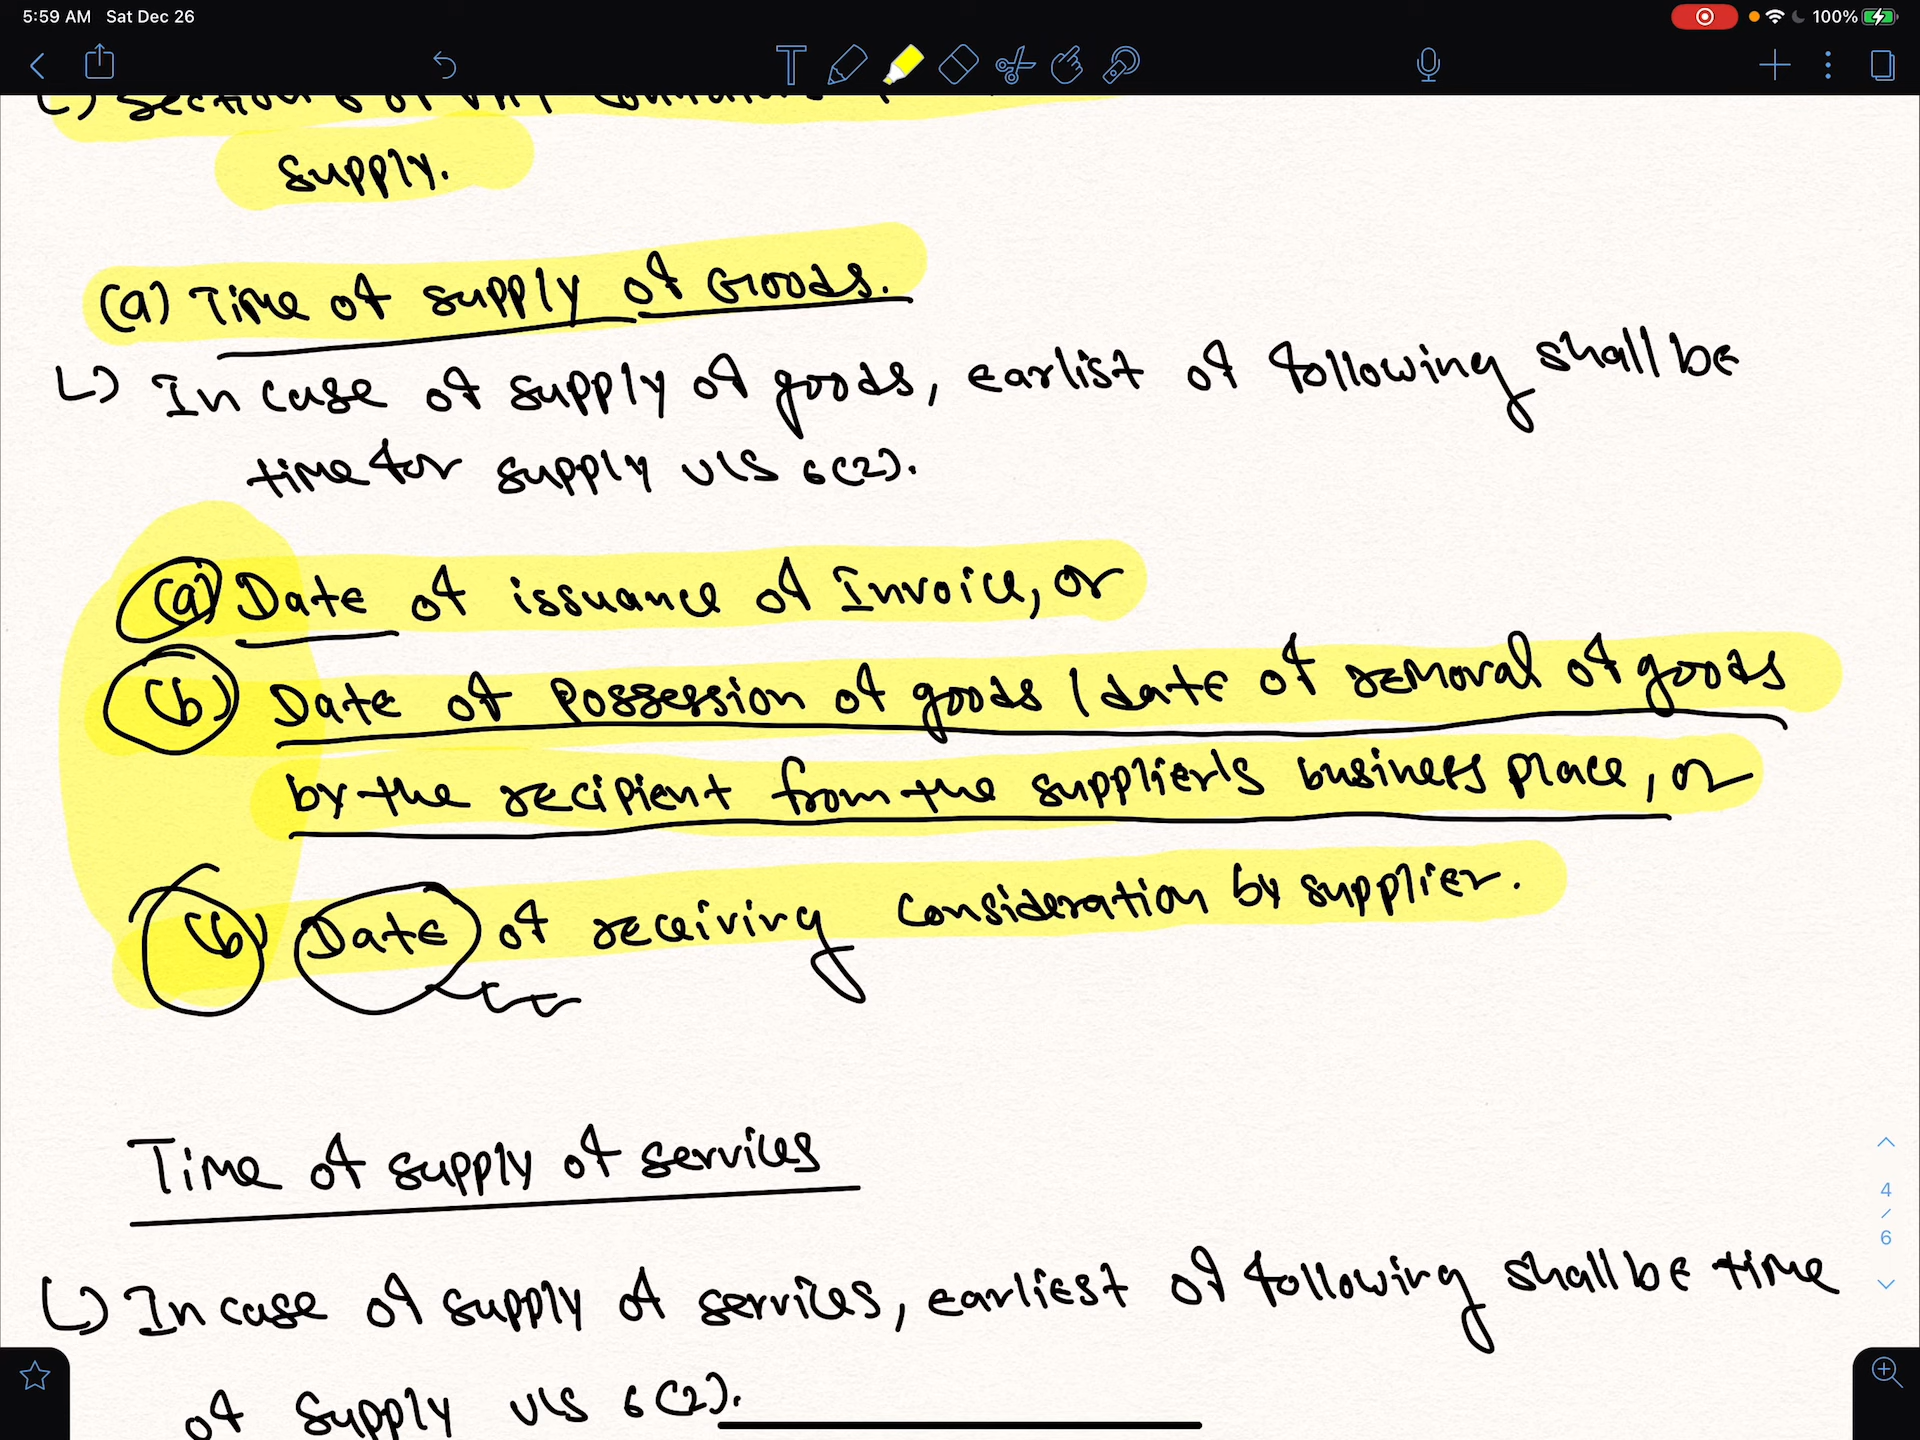 5:59 AM Sat Dec 26
100%
Section 6 of VAT
supply.
(a) Time of supply of Goods.
In case of supply of goods, earlist of following shall be
time for supply u/s 6(2).
(a) Date of issuance of Invoice, or
(b) Date of possession of goods / date of removal of goods
by the recipient from the supplier's business place, or
(b) Date of receiving consideration by supplier.
Time of supply of services
In case of supply of services, earliest of following shall be time
of supply u/s 6(2).
4
/
6